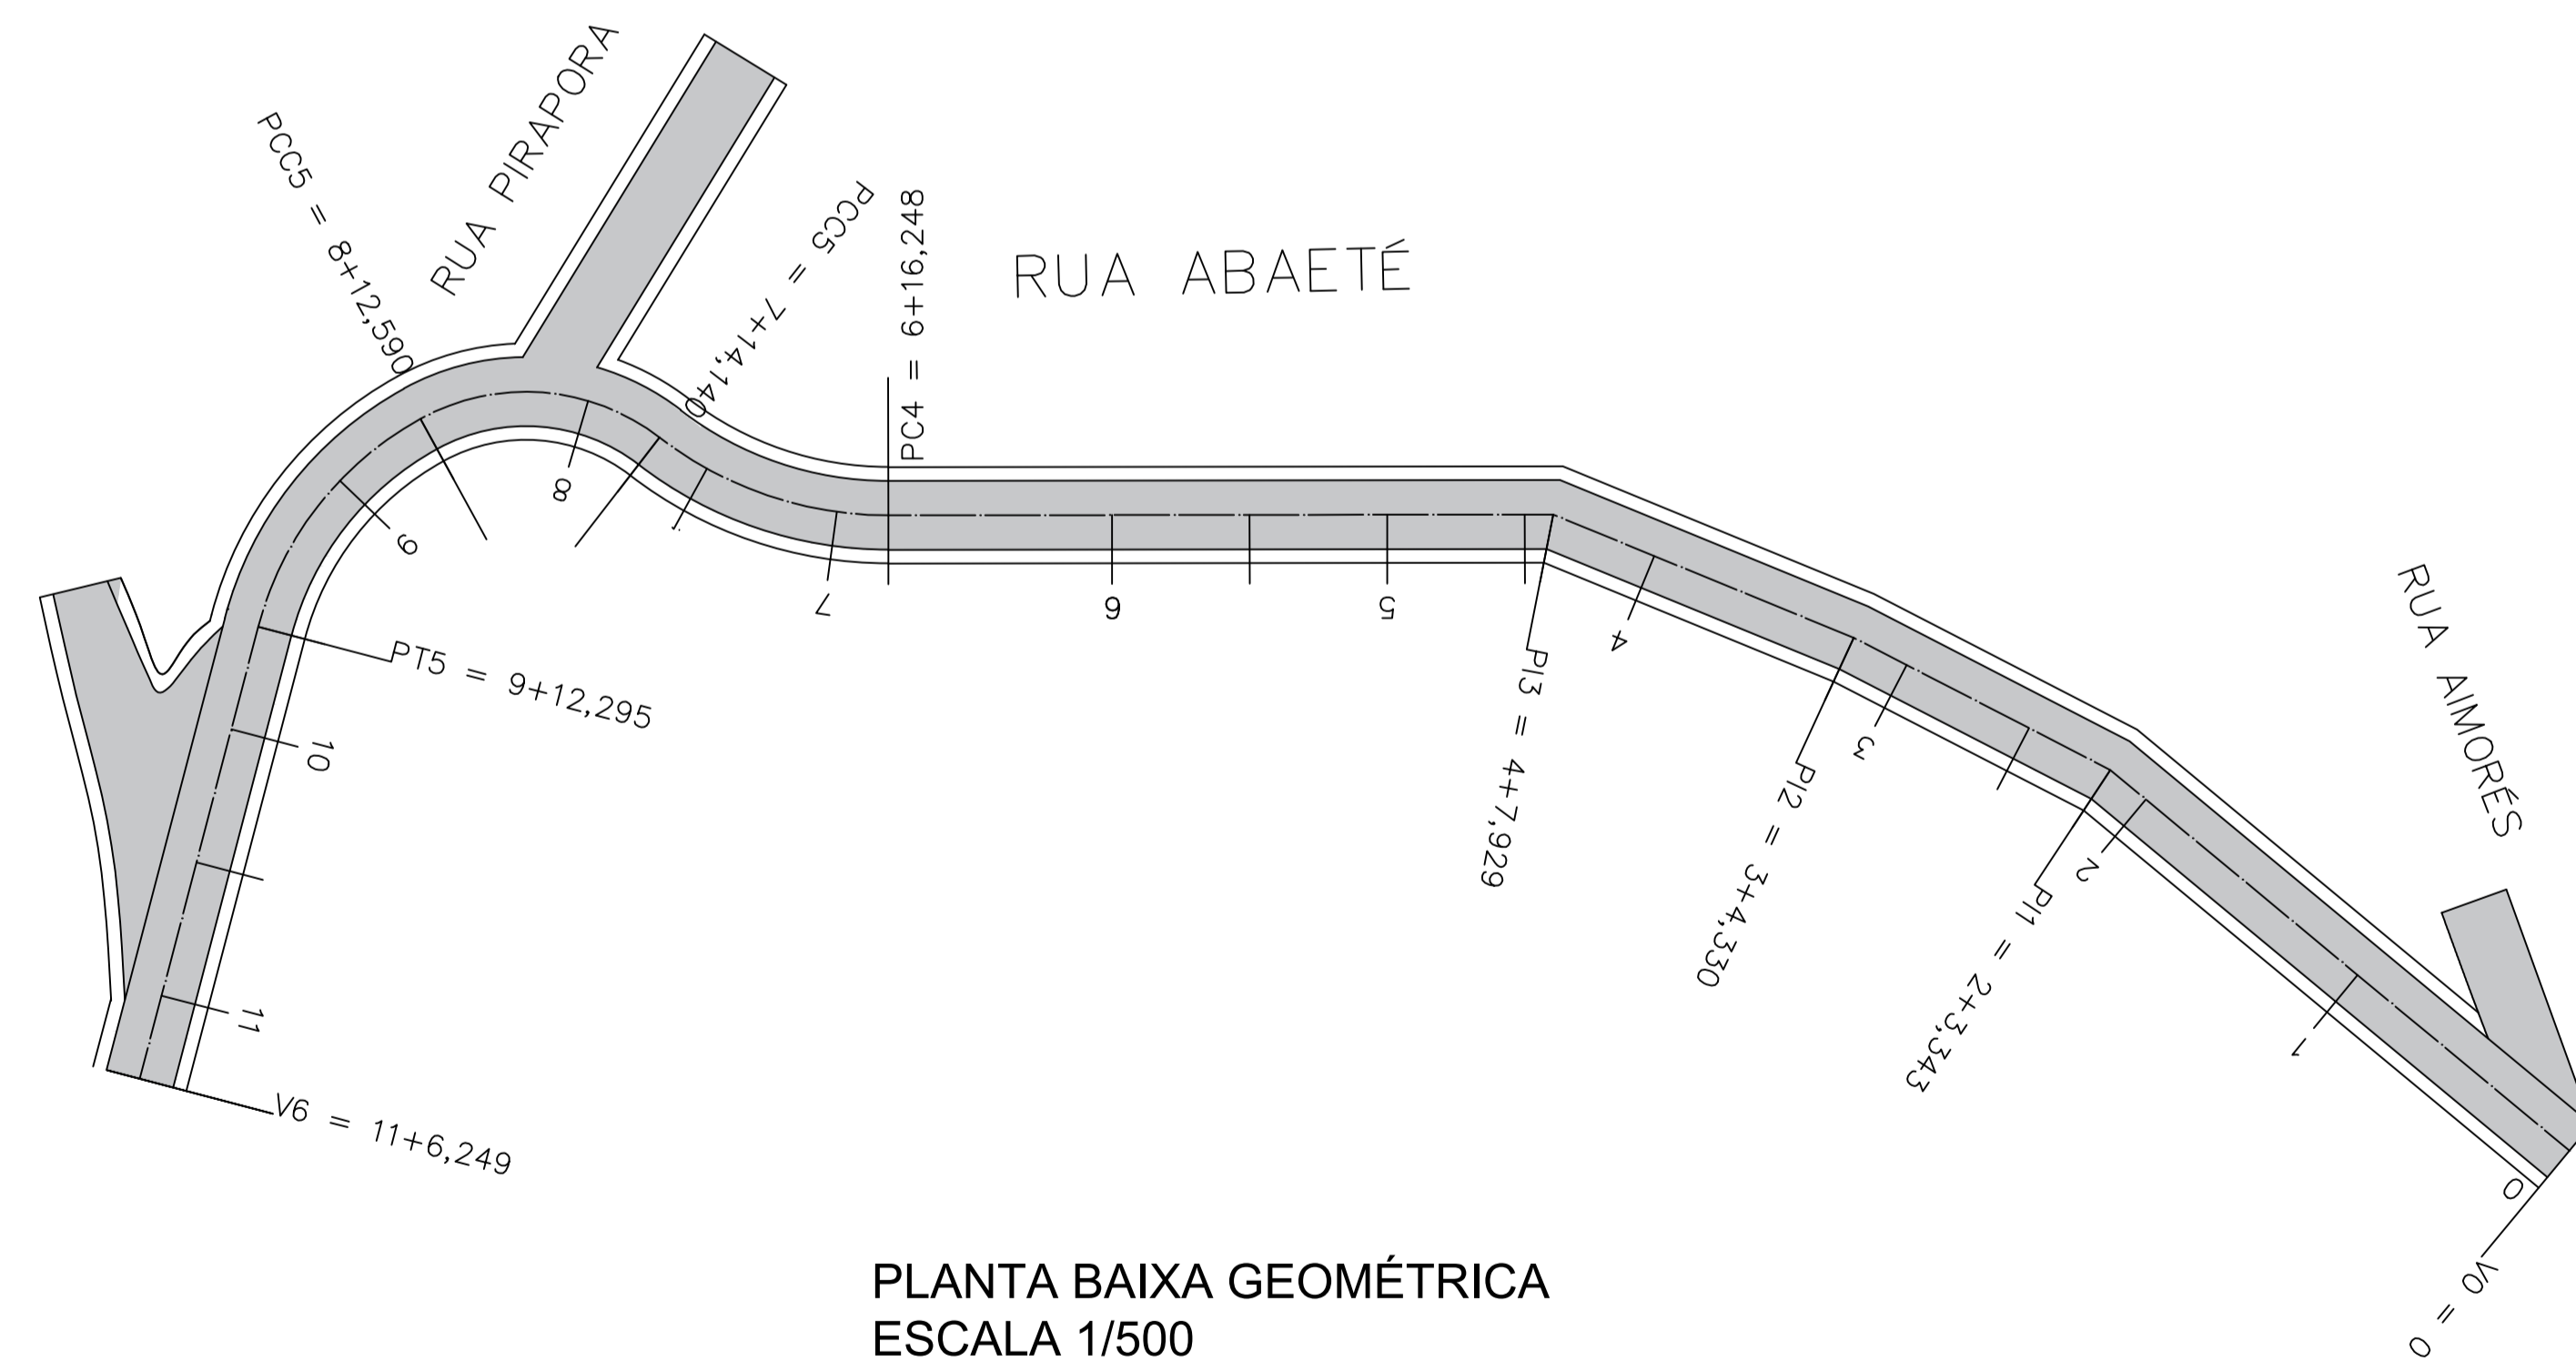 RUA PIRAPORA
PCC5 = 8+12,590
PCC5 = 7+14,140
PC4 = 6+16,248
RUA ABAETÉ
RUA AIMORÉS
8
9
7
6
5
4
3
2
1
0
PT5 = 9+12,295
10
11
PI3 = 4+7,929
PI2 = 3+4,330
PI1 = 2+3,343
V6 = 11+6,249
V0 = 0
PLANTA BAIXA GEOMÉTRICA
ESCALA 1/500